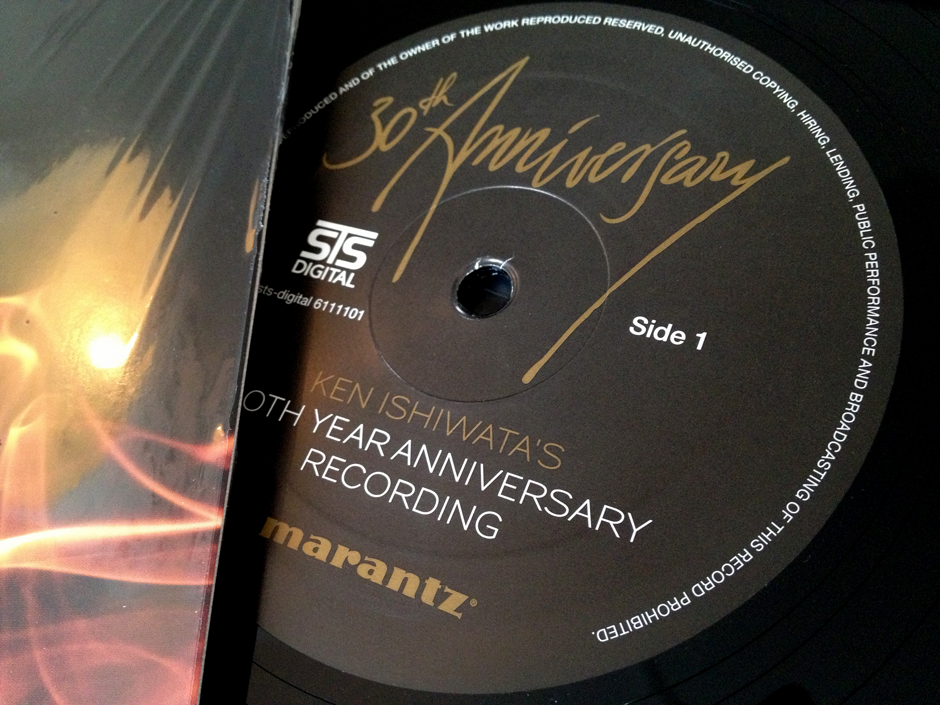 AND OF THE OWNER OF THE WORK REPRODUCED RESERVED, UNAUTHORISED COPYING, HIRING, LENDING, PUBLIC PERFORMANCE AND BROADCASTING OF THIS RECORD PROHIBITED.
30th Anniversary
STS
DIGITAL
sts-digital 6111101
Side 1
KEN ISHIWATA'S
0TH YEAR ANNIVERSARY
RECORDING
marantz®